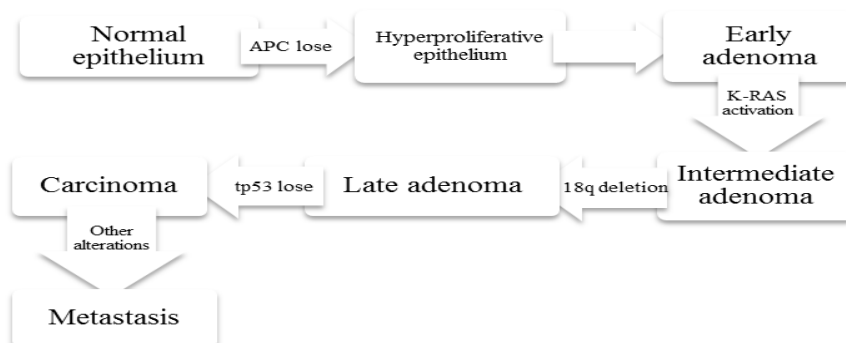 Normal
epithelium
APC lose
Hyperproliferative
epithelium
Early
adenoma
K-RAS
activation
Intermediate
adenoma
18q deletion
Late adenoma
tp53 lose
Carcinoma
Other
alterations
Metastasis